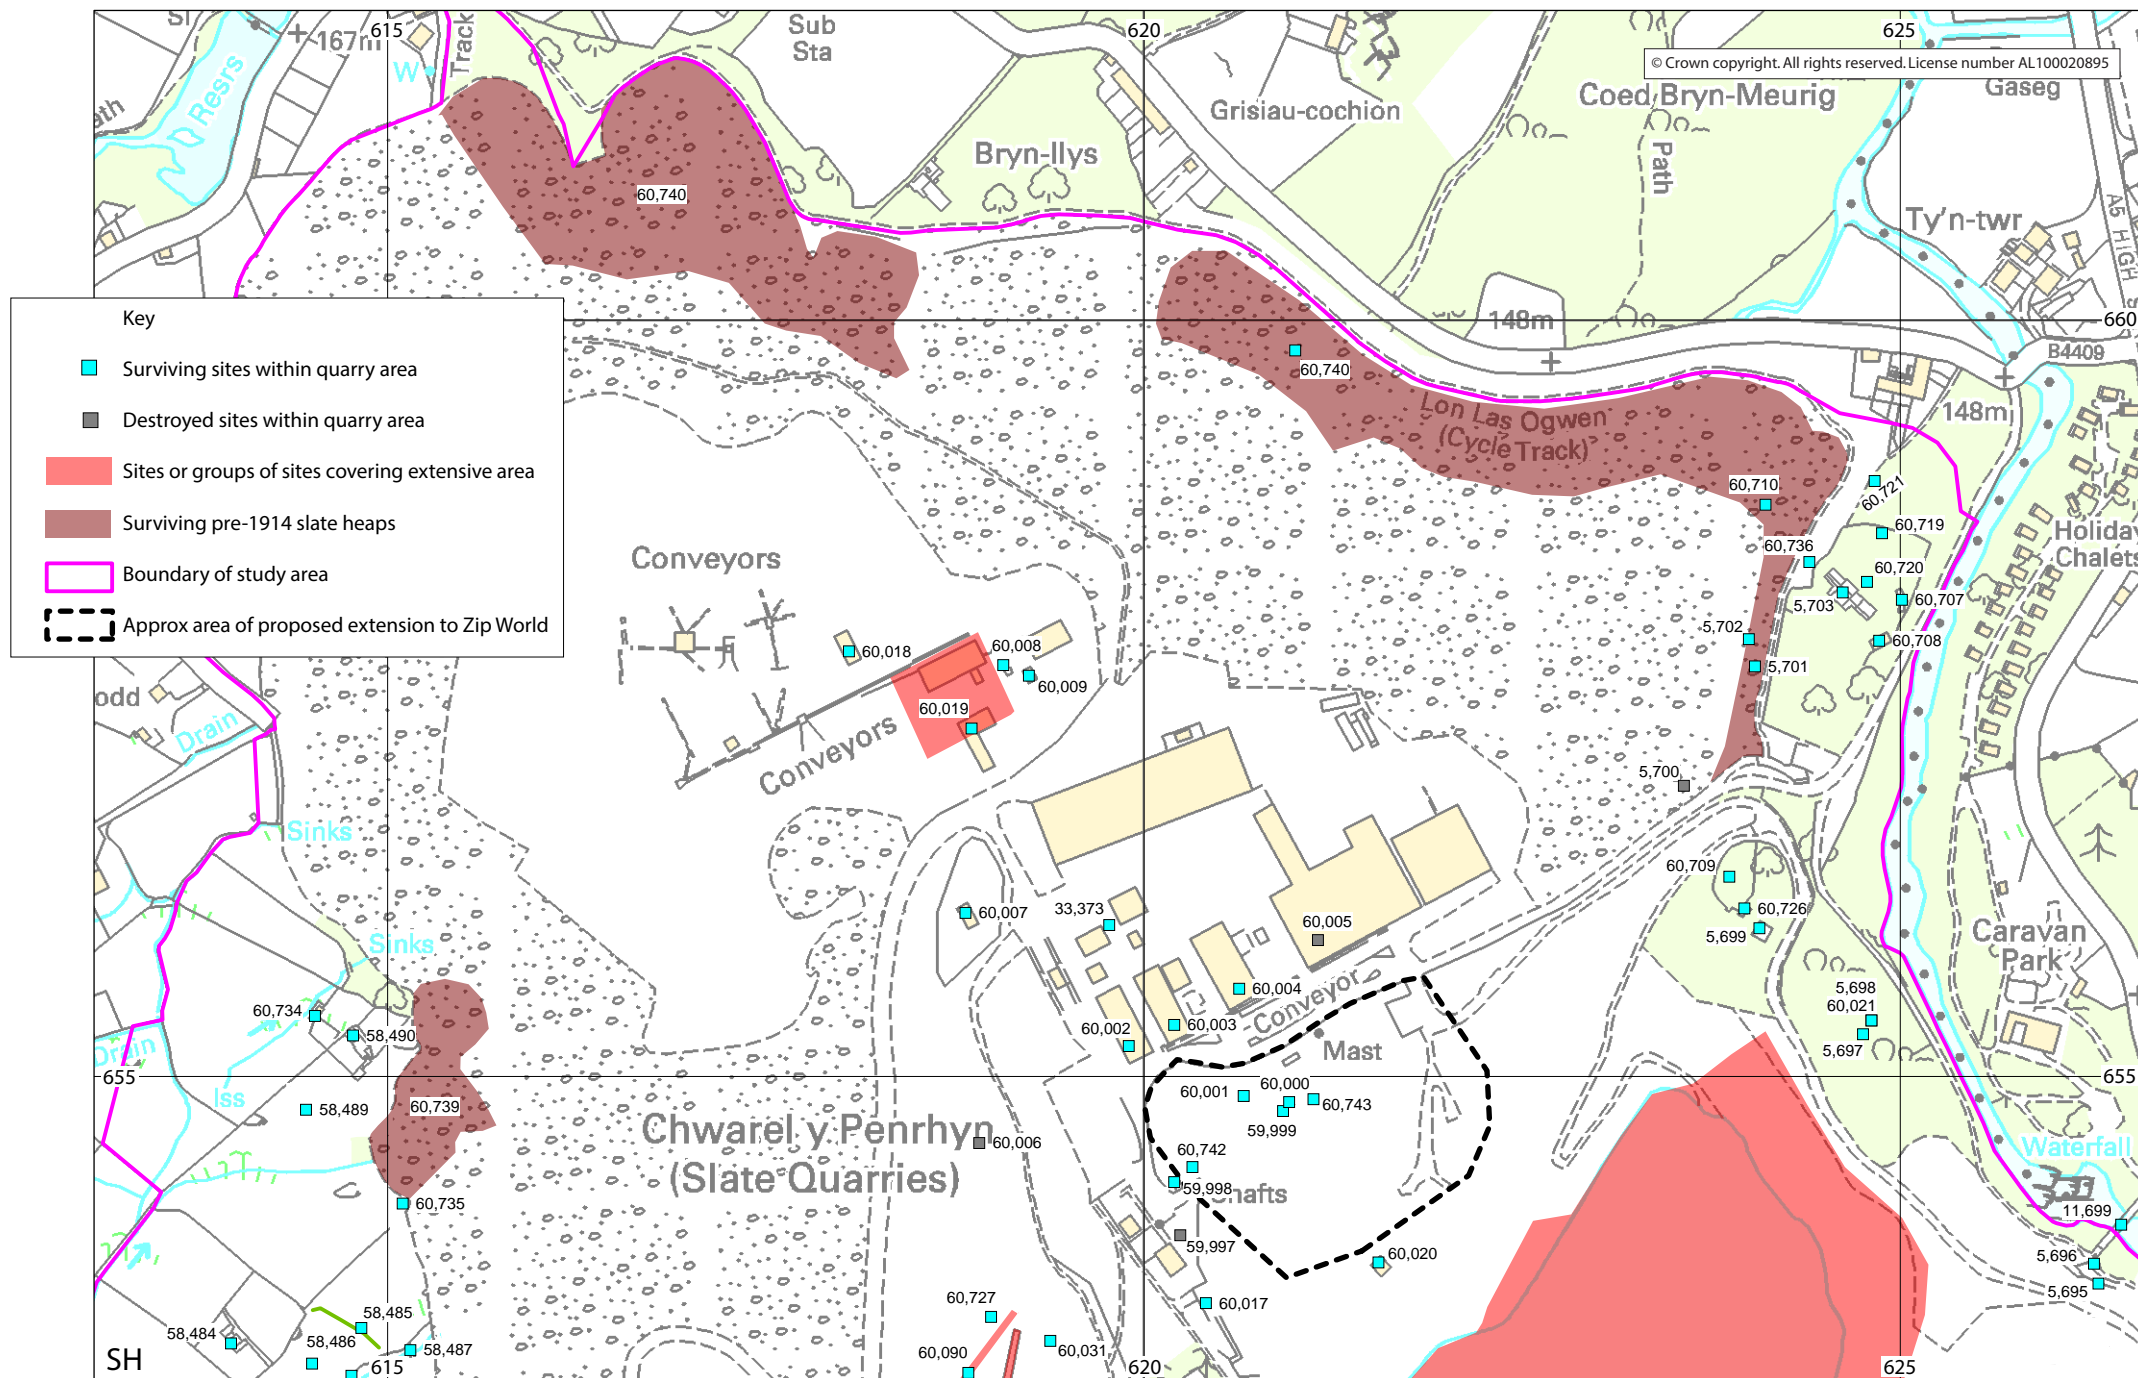 615
620
625
© Crown copyright. All rights reserved. License number AL100020895
Sub
Sta
167m
W
Track
Resrs
ath
Grisiau-cochion
Coed Bryn-Meurig
Gaseg
Bryn-llys
Path
A5
HIGH
Ty'n-twr
60,740
148m
660
B4409
60,740
148m
Lon Las Ogwen
(Cycle Track)
Key
Surviving sites within quarry area
Destroyed sites within quarry area
Sites or groups of sites covering extensive area
Surviving pre-1914 slate heaps
Boundary of study area
Approx area of proposed extension to Zip World
60,710
60,721
60,719
Holiday
Chalets
60,736
60,720
5,703
60,707
5,702
60,708
5,701
Conveyors
60,018
60,008
60,009
60,019
Conveyors
odd
Drain
5,700
Sinks
60,709
60,726
5,699
60,007
33,373
60,005
Sinks
Caravan
Park
5,698
60,021
5,697
60,734
58,490
60,004
Conveyor
60,003
60,002
Mast
Drain
655
655
Iss
58,489
60,739
60,001
60,000
60,743
59,999
Chwarel y Penrhyn
(Slate Quarries)
60,006
60,742
59,998
Shafts
Waterfall
11,699
60,735
59,997
60,020
5,696
5,695
60,727
60,017
58,485
58,484
58,486
58,487
60,090
60,031
SH
615
620
625